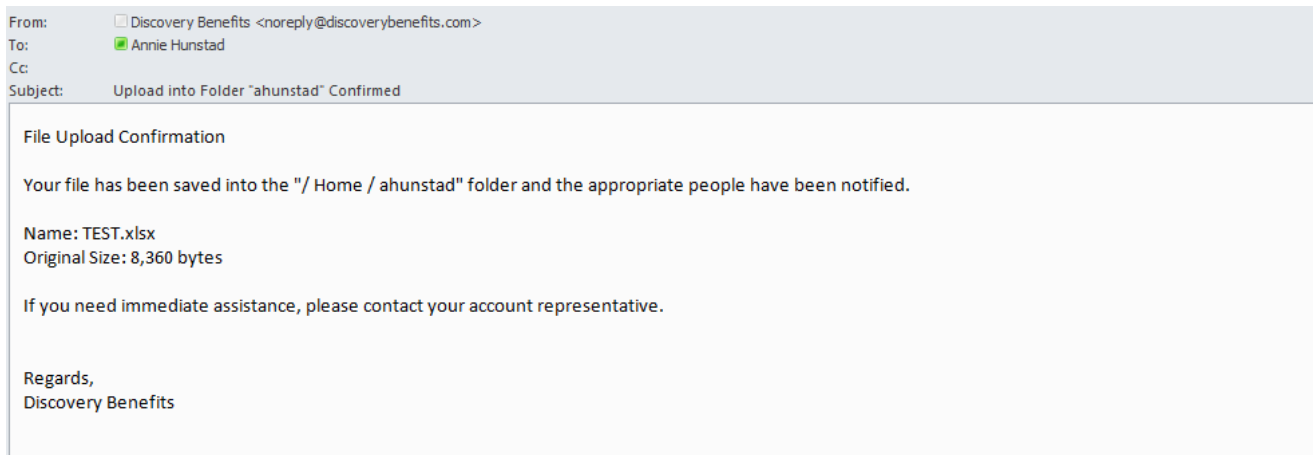 From: Discovery Benefits <noreply@discoverybenefits.com>
To: Annie Hunstad
Cc:
Subject: Upload into Folder "ahunstad" Confirmed
File Upload Confirmation
Your file has been saved into the "/ Home / ahunstad" folder and the appropriate people have been notified.
Name: TEST.xlsx
Original Size: 8,360 bytes
If you need immediate assistance, please contact your account representative.
Regards,
Discovery Benefits